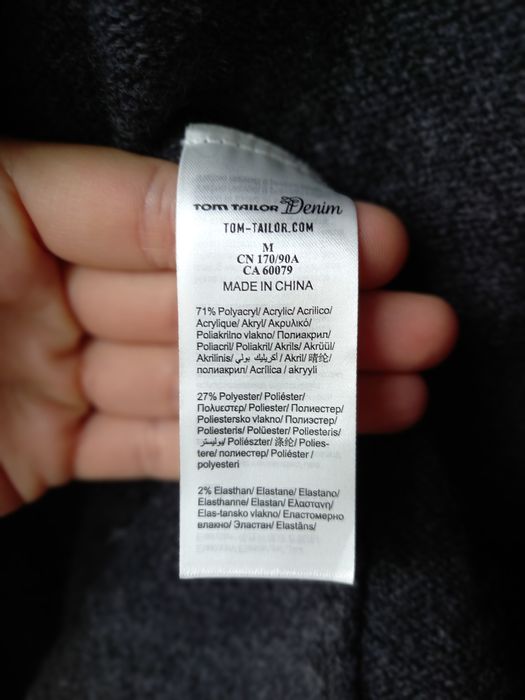 TOM TAILOR Denim
TOM-TAILOR.COM
M
CN 170/90A
CA 60079
MADE IN CHINA
71% Polyacryl/ Acrylic/ Acrilico/
Acrylique/ Akryl/ Ακρυλικό/
Poliakrilno vlakno/ Полиакрил/
Poliacril/ Poliakril/ Akrils/ Akrüül/
Akrilinis/ أكريليك بولي/ Akril/ 腈纶/
полиакрил/ Acrílica/ akryyli
27% Polyester/ Poliéster/
Πολυεστερ/ Poliester/ Полиестер/
Poliestersko vlakno/ Полиэстер/
Poliesteris/ Polüester/ Poliesteris/
بوليستر/ Poliészter/ 涤纶/ Polies-
tere/ полиестер/ Poliéster/
polyesteri
2% Elasthan/ Elastane/ Elastano/
Elasthanne/ Elastan/ Ελαστανη/
Elas-tansko vlakno/ Еластомерно
влакно/ Эластан/ Elastāns/